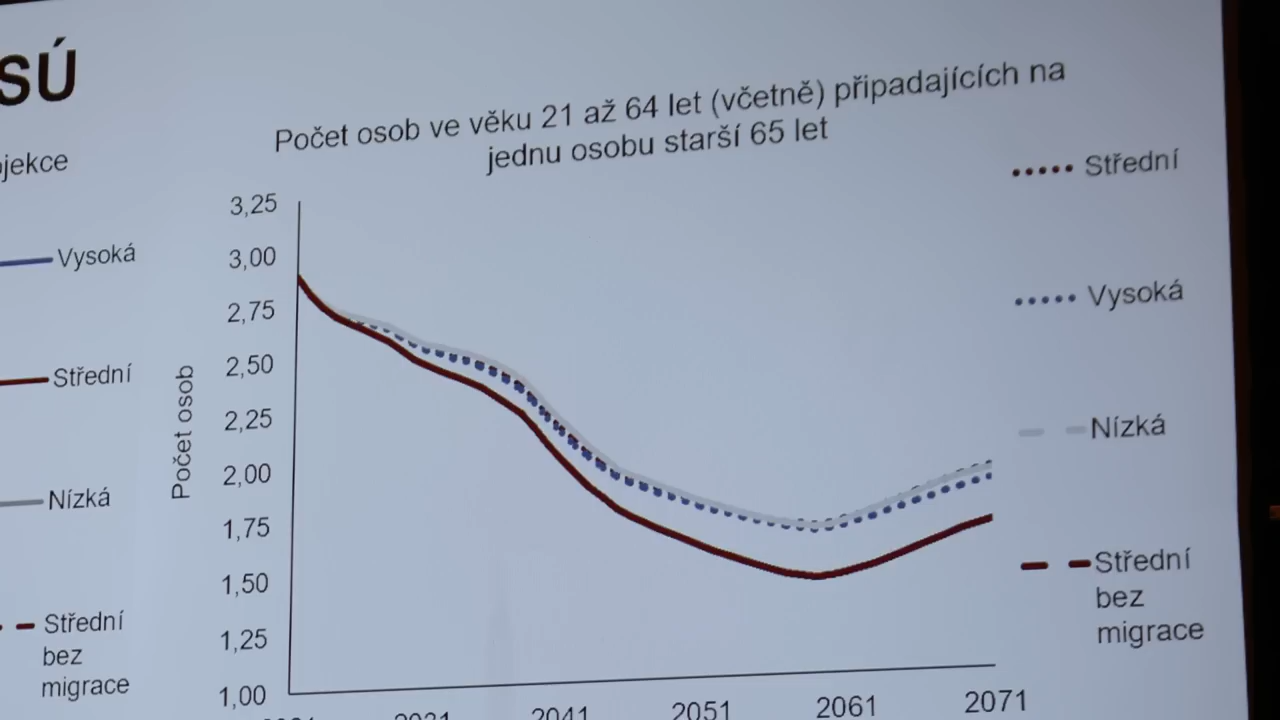 SÚ
Počet osob ve věku 21 až 64 let (včetně) připadajících na
jednu osobu starší 65 let
jekce
Vysoká
Střední
Nízká
Střední
bez
migrace
Počet osob
3,25
3,00
2,75
2,50
2,25
2,00
1,75
1,50
1,25
1,00
2041
2051
2061
2071
Střední
Vysoká
Nízká
Střední
bez
migrace